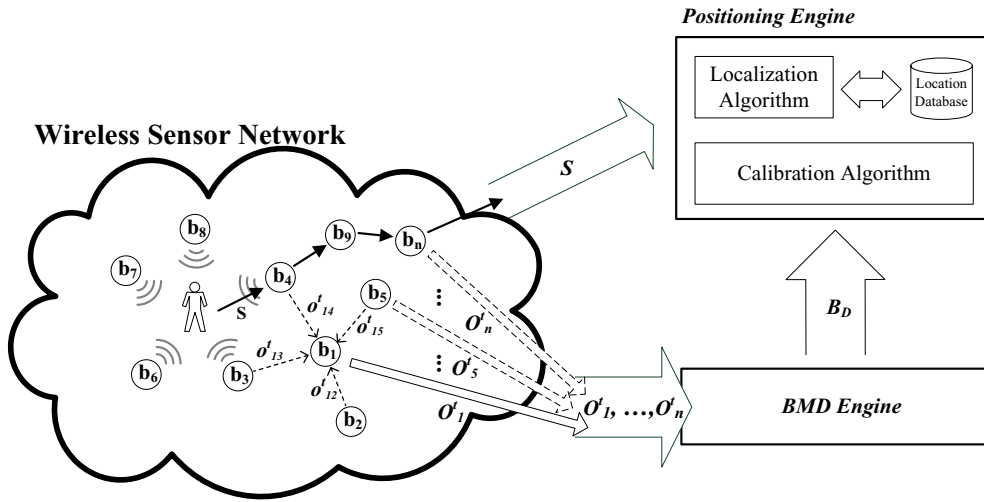 Positioning Engine
Localization
Algorithm
Location
Database
Calibration Algorithm
Wireless Sensor Network
S
b8
b9
bn
b7
b4
S
b5
o^t_14
o^t_15
⋮
O^t_n
b1
b6
b3
o^t_13
o^t_12
⋮ O^t_5
O^t_1
b2
B_D
O^t_1, …,O^t_n
BMD Engine